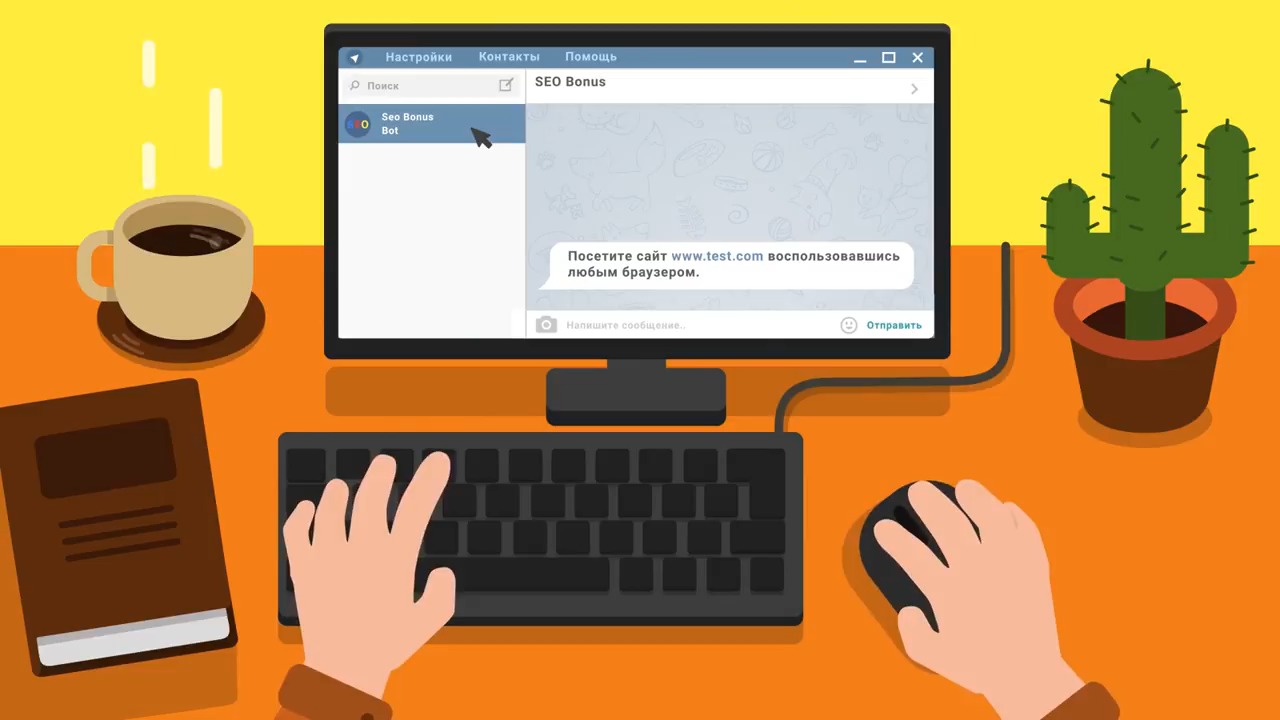 Настройки Контакты Помощь
Поиск
SEO Bonus
SEO
Seo Bonus
Bot
Посетите сайт www.test.com воспользовавшись
любым браузером.
Напишите сообщение..
Отправить